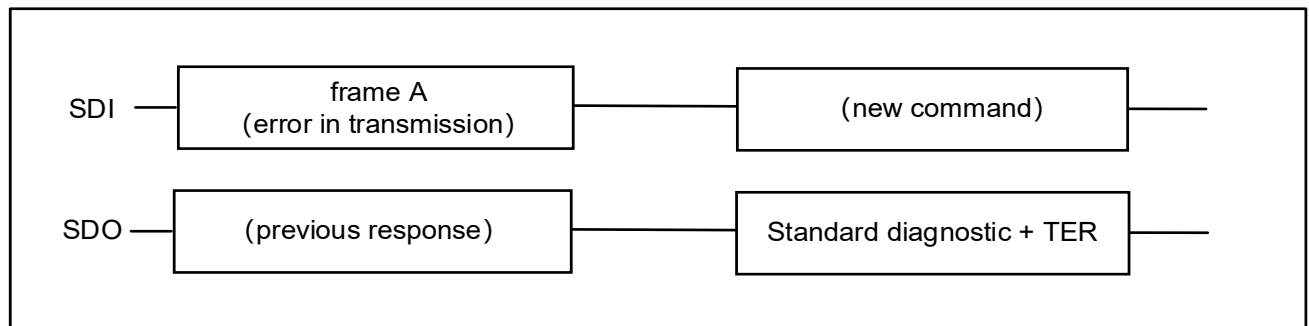 SDI
frame A
(error in transmission)
(new command)
SDO
(previous response)
Standard diagnostic + TER